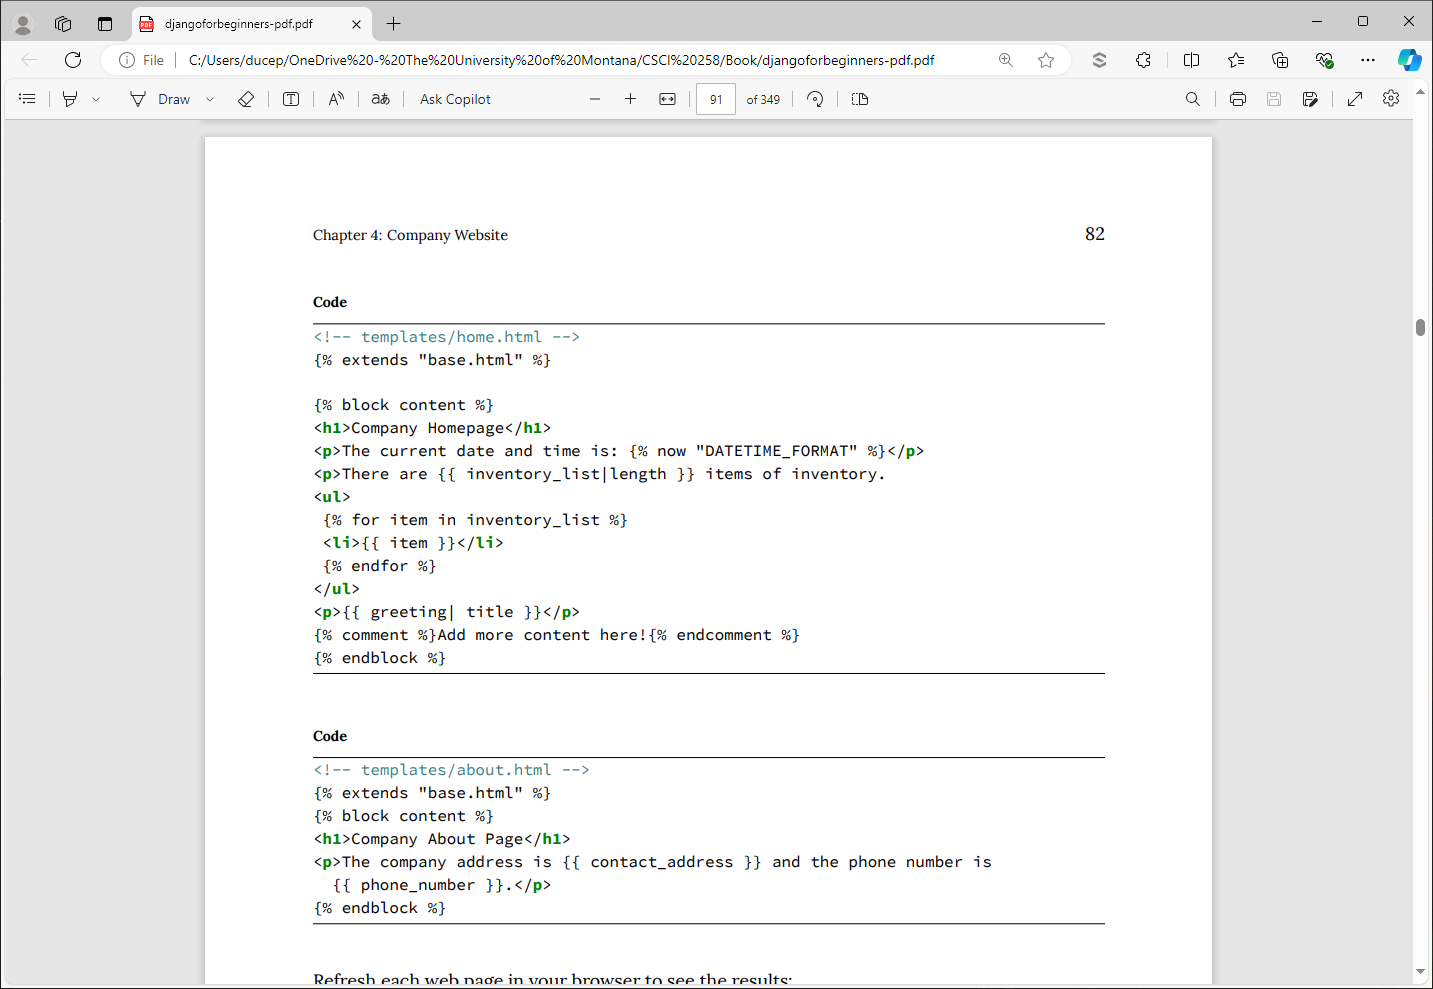 djangoforbeginners-pdf.pdf
File C:/Users/ducep/OneDrive%20-%20The%20University%20of%20Montana/CSCI%20258/Book/djangoforbeginners-pdf.pdf
Draw Ask Copilot 91 of 349
Chapter 4: Company Website 82
Code
<!-- templates/home.html -->
{% extends "base.html" %}
{% block content %}
<h1>Company Homepage</h1>
<p>The current date and time is: {% now "DATETIME_FORMAT" %}</p>
<p>There are {{ inventory_list|length }} items of inventory.
<ul>
{% for item in inventory_list %}
<li>{{ item }}</li>
{% endfor %}
</ul>
<p>{{ greeting| title }}</p>
{% comment %}Add more content here!{% endcomment %}
{% endblock %}
Code
<!-- templates/about.html -->
{% extends "base.html" %}
{% block content %}
<h1>Company About Page</h1>
<p>The company address is {{ contact_address }} and the phone number is
{{ phone_number }}.</p>
{% endblock %}
Refresh each web page in your browser to see the results: